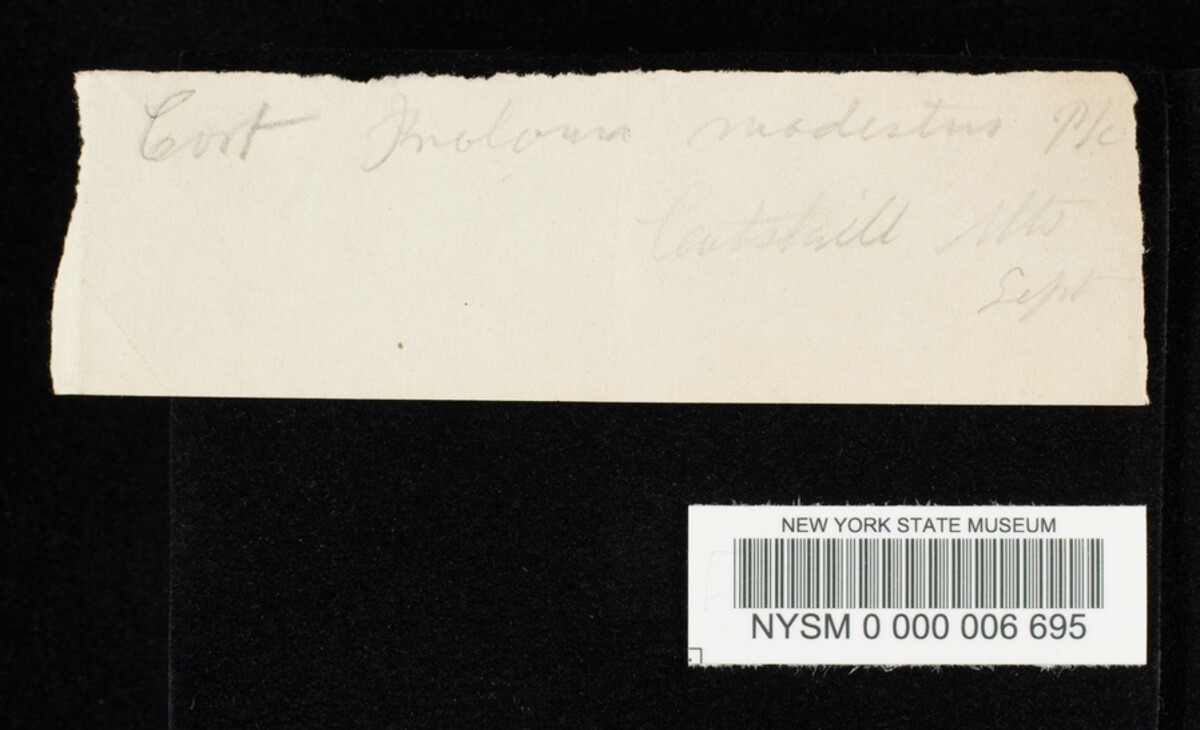 Cort Inoloma modestus Pk
Catskill Mts
Sept
NEW YORK STATE MUSEUM
NYSM 0 000 006 695